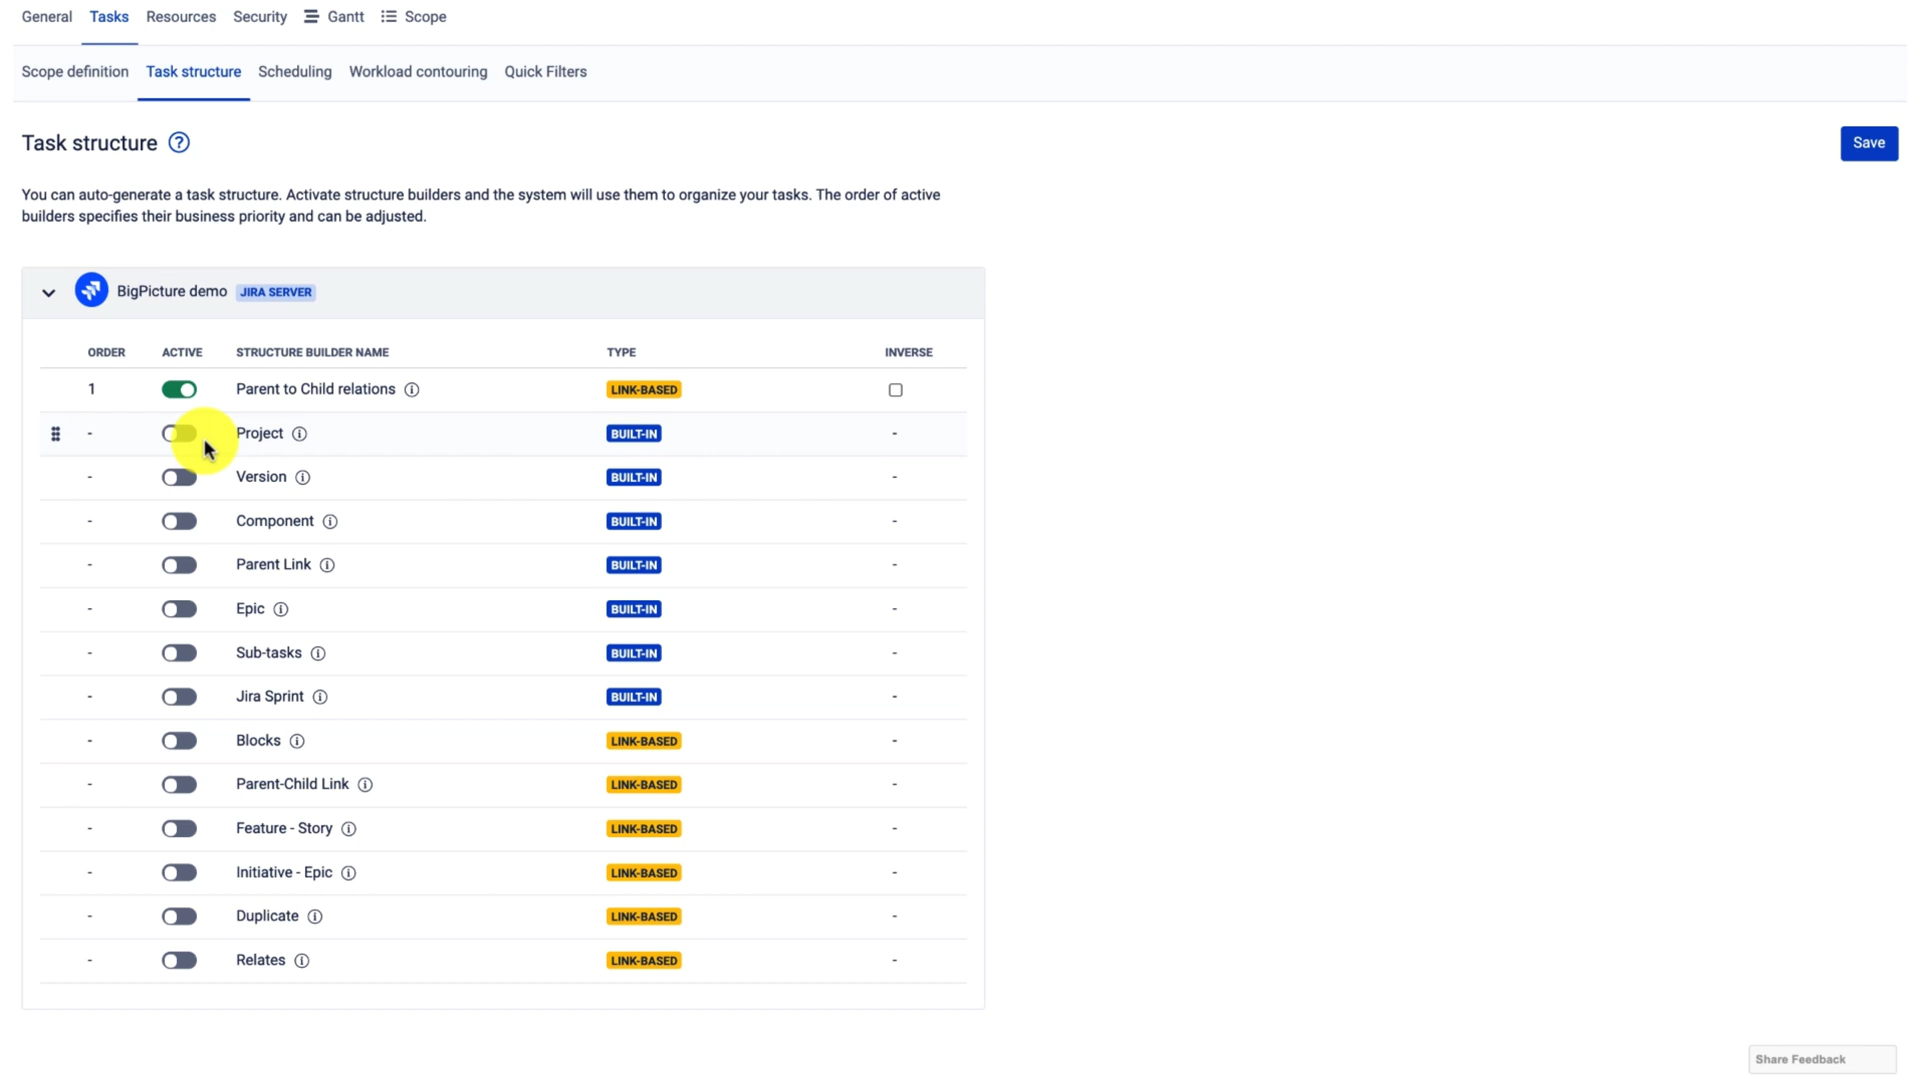 General Tasks Resources Security Gantt Scope
Scope definition Task structure Scheduling Workload contouring Quick Filters
Task structure ?
Save
You can auto-generate a task structure. Activate structure builders and the system will use them to organize your tasks. The order of active
builders specifies their business priority and can be adjusted.
BigPicture demo JIRA SERVER
ORDER ACTIVE STRUCTURE BUILDER NAME TYPE INVERSE
1 Parent to Child relations LINK-BASED
- Project BUILT-IN -
- Version BUILT-IN -
- Component BUILT-IN -
- Parent Link BUILT-IN -
- Epic BUILT-IN -
- Sub-tasks BUILT-IN -
- Jira Sprint BUILT-IN -
- Blocks LINK-BASED -
- Parent-Child Link LINK-BASED -
- Feature - Story LINK-BASED -
- Initiative - Epic LINK-BASED -
- Duplicate LINK-BASED -
- Relates LINK-BASED -
Share Feedback